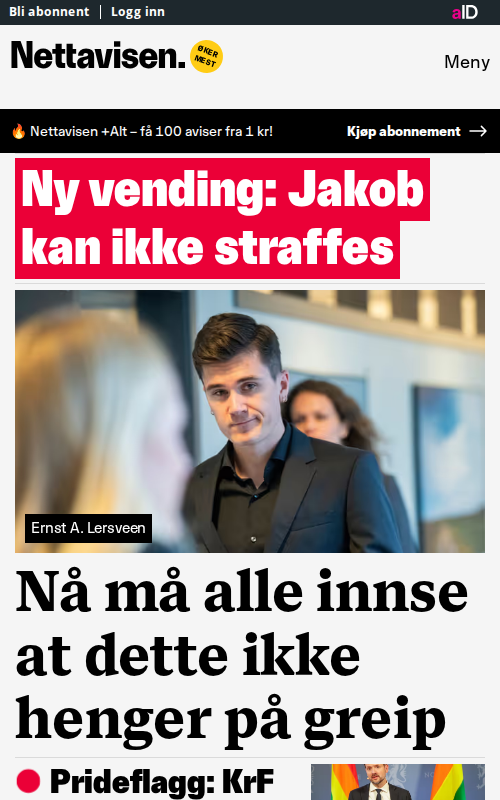 Bli abonnent | Logg inn
aID
Nettavisen.
ØKER
MEST
Meny
Nettavisen +Alt – få 100 aviser fra 1 kr!
Kjøp abonnement
Ny vending: Jakob
kan ikke straffes
Ernst A. Lersveen
Nå må alle innse
at dette ikke
henger på greip
Prideflagg: KrF